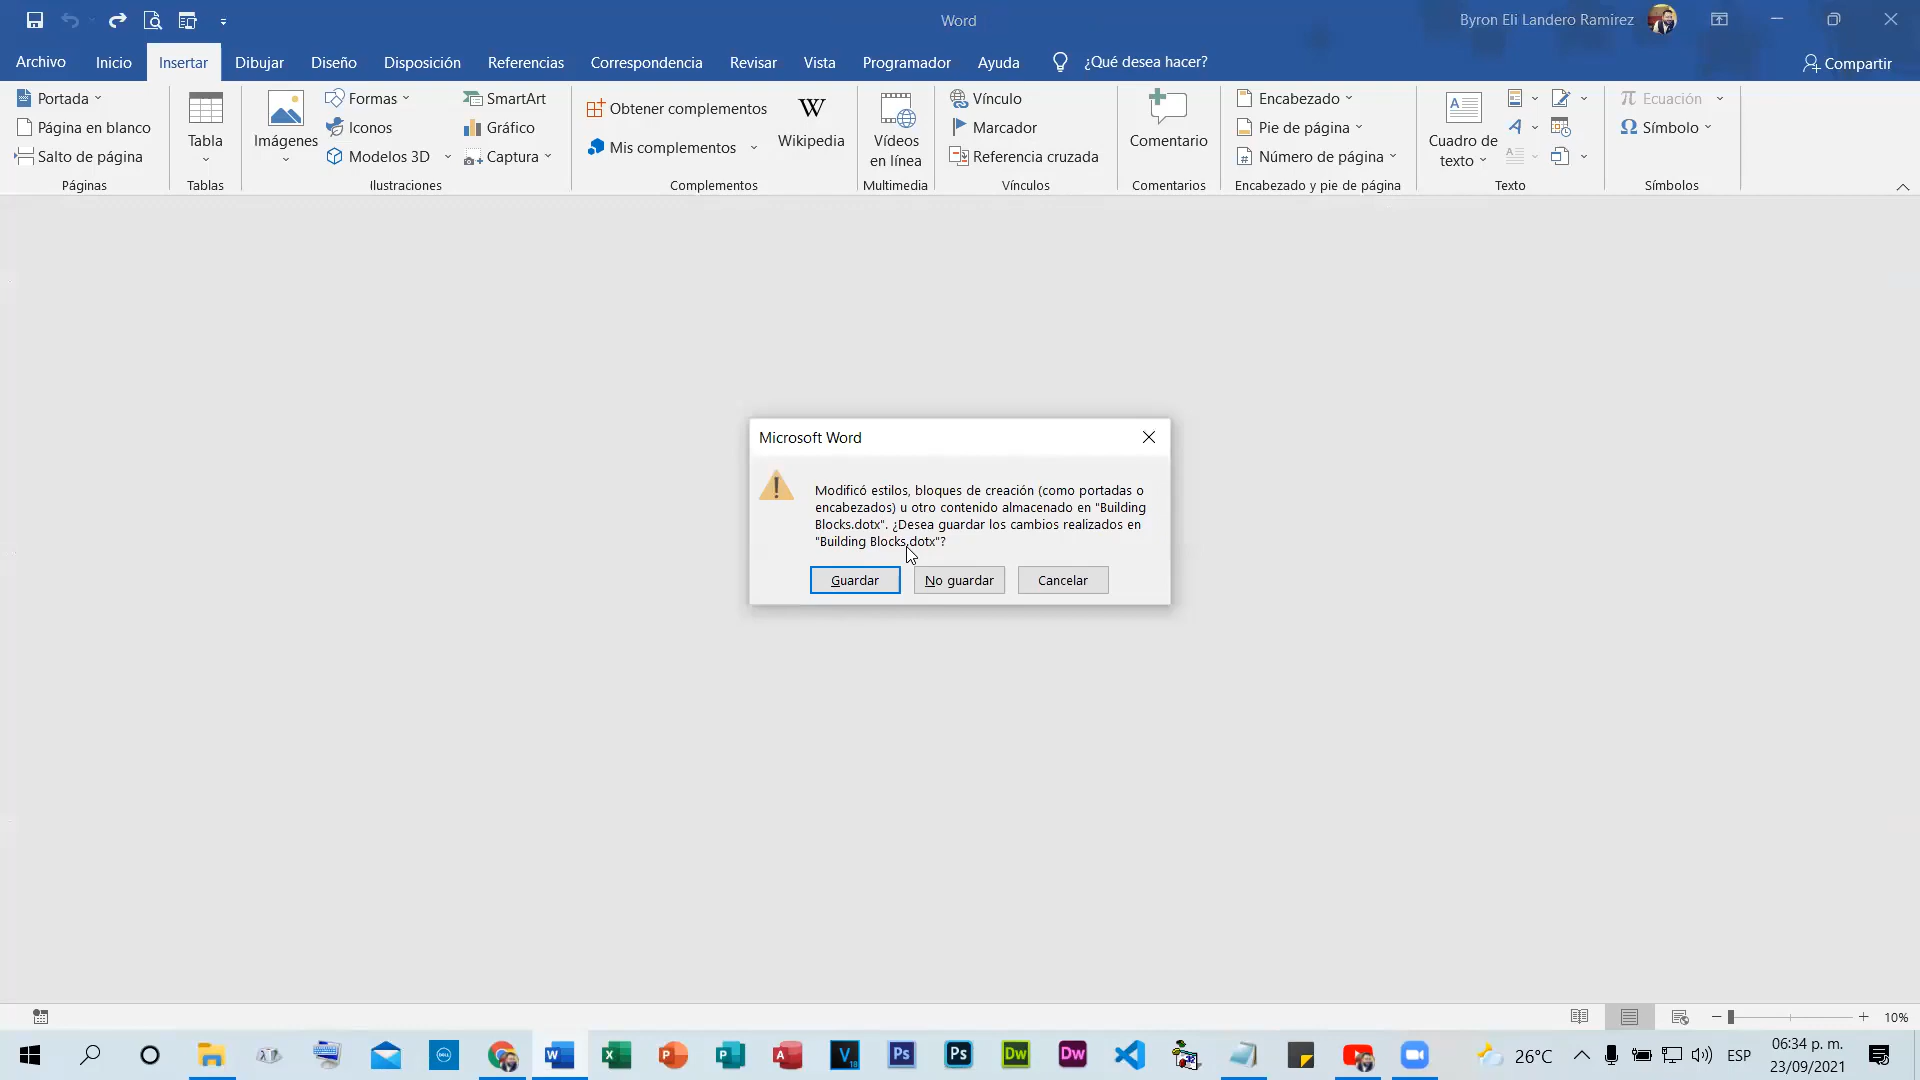 Word
Byron Eli Landero Ramirez
Archivo
Inicio
Insertar
Dibujar
Diseño
Disposición
Referencias
Correspondencia
Revisar
Vista
Programador
Ayuda
¿Qué desea hacer?
Compartir
Portada
Página en blanco
Salto de página
Páginas
Tabla
Tablas
Imágenes
Formas
Iconos
Modelos 3D
SmartArt
Gráfico
Captura
Ilustraciones
Obtener complementos
Mis complementos
W
Wikipedia
Complementos
Vídeos
en línea
Multimedia
Vínculo
Marcador
Referencia cruzada
Vínculos
Comentario
Comentarios
Encabezado
Pie de página
Número de página
Encabezado y pie de página
Cuadro de
texto
Texto
π Ecuación
Ω Símbolo
Símbolos
Microsoft Word
Modificó estilos, bloques de creación (como portadas o
encabezados) u otro contenido almacenado en "Building
Blocks.dotx". ¿Desea guardar los cambios realizados en
"Building Blocks.dotx"?
Guardar
No guardar
Cancelar
10%
26°C
ESP
06:34 p. m.
23/09/2021